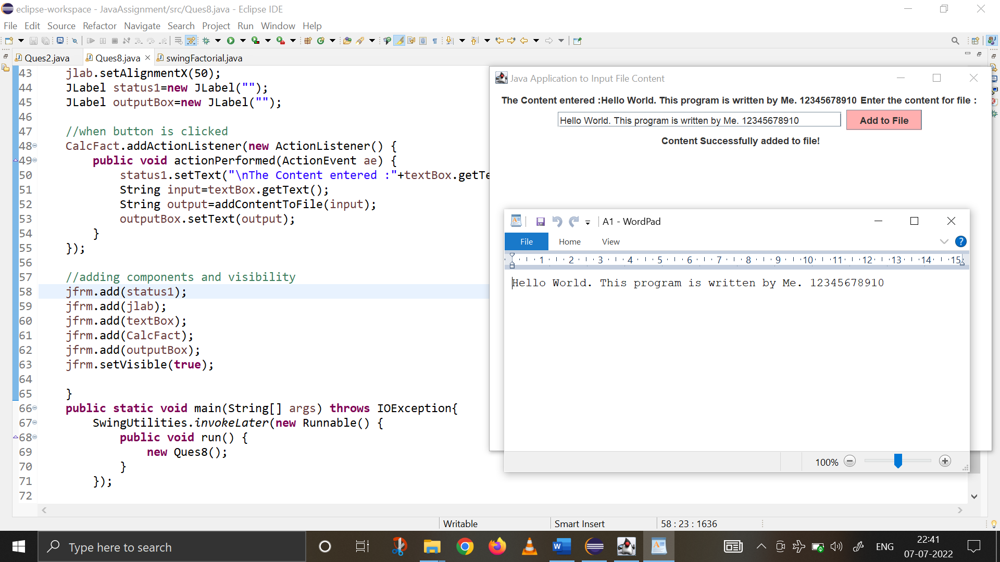 eclipse-workspace - JavaAssignment/src/Ques8.java - Eclipse IDE
File Edit Source Refactor Navigate Search Project Run Window Help
Ques2.java Ques8.java swingFactorial.java
43 jlab.setAlignmentX(50);
44 JLabel status1=new JLabel("");
45 JLabel outputBox=new JLabel("");
46
47 //when button is clicked
48 CalcFact.addActionListener(new ActionListener() {
49 public void actionPerformed(ActionEvent ae) {
50 status1.setText("\nThe Content entered :"+textBox.getTe
51 String input=textBox.getText();
52 String output=addContentToFile(input);
53 outputBox.setText(output);
54 }
55 });
56
57 //adding components and visibility
58 jfrm.add(status1);
59 jfrm.add(jlab);
60 jfrm.add(textBox);
61 jfrm.add(CalcFact);
62 jfrm.add(outputBox);
63 jfrm.setVisible(true);
64
65 }
66 public static void main(String[] args) throws IOException{
67 SwingUtilities.invokeLater(new Runnable() {
68 public void run() {
69 new Ques8();
70 }
71 });
72
Java Application to Input File Content
The Content entered :Hello World. This program is written by Me. 12345678910 Enter the content for file :
Hello World. This program is written by Me. 12345678910 Add to File
Content Successfully added to file!
A1 - WordPad
File Home View
1 2 3 4 5 6 7 8 9 10 11 12 13 14 15
Hello World. This program is written by Me. 12345678910
100%
Writable Smart Insert 58 : 23 : 1636
Type here to search
ENG
22:41
07-07-2022